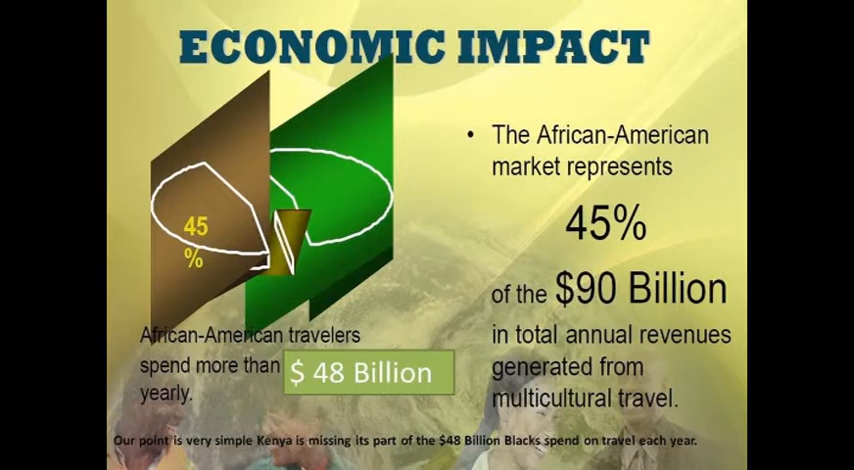 ECONOMIC IMPACT
45
%
African-American travelers
spend more than $ 48 Billion
yearly.
• The African-American
market represents
45%
of the $90 Billion
in total annual revenues
generated from
multicultural travel.
Our point is very simple Kenya is missing its part of the $48 Billion Blacks spend on travel each year.